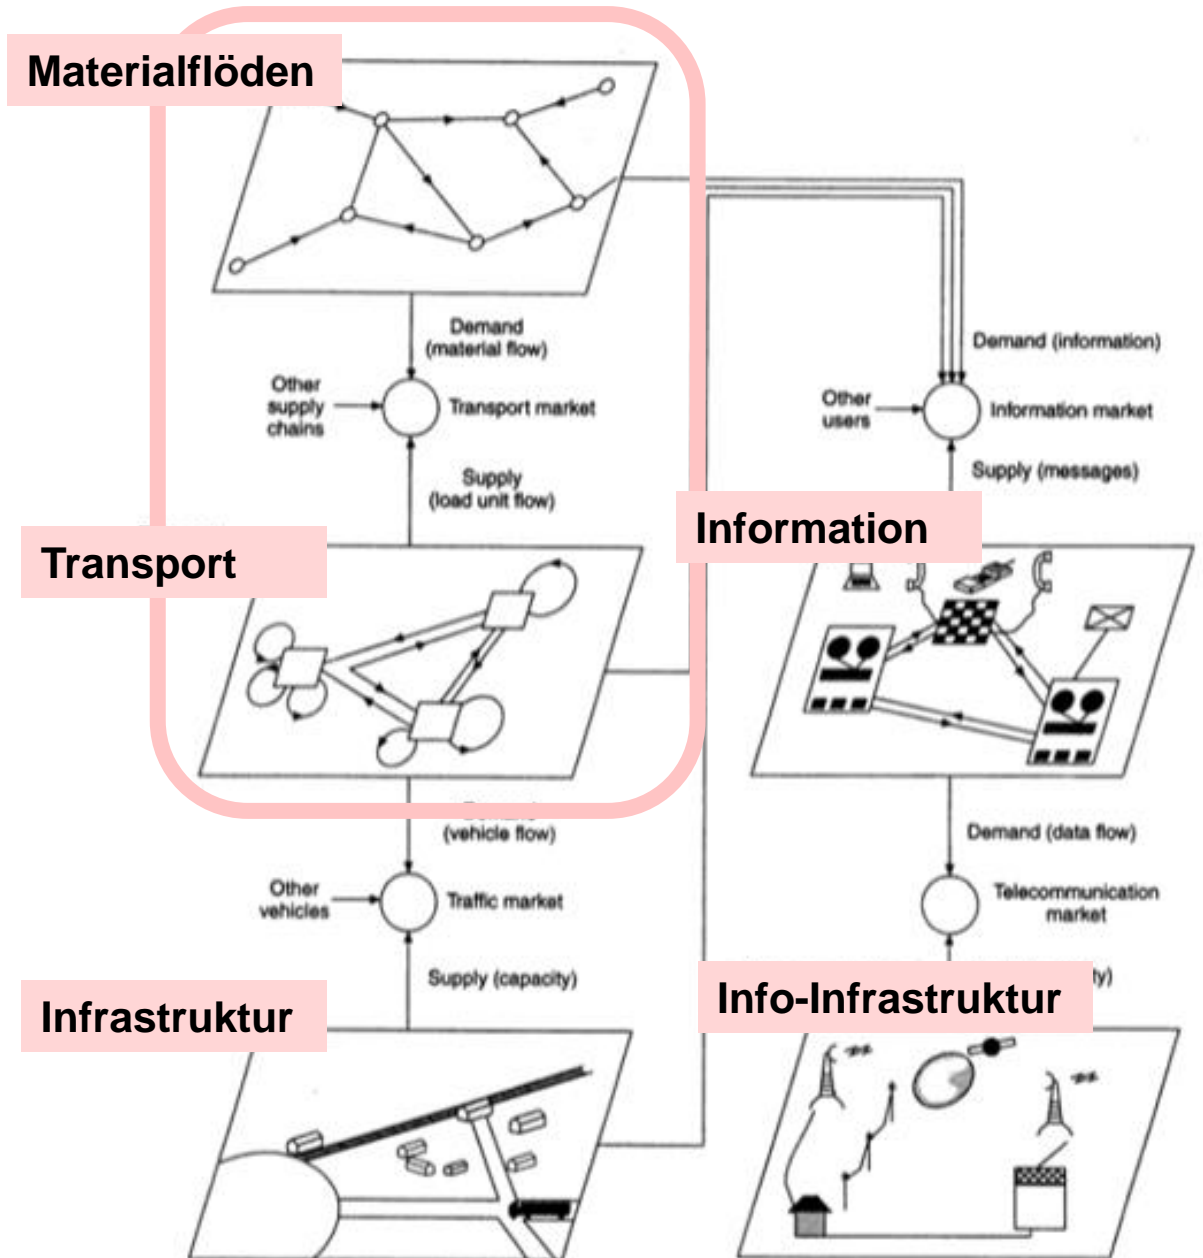 Materialflöden
Demand
(material flow)
Other
supply
chains
Transport market
Supply
(load unit flow)
Demand (information)
Other
users
Information market
Supply (messages)
Transport
Information
(vehicle flow)
Other
vehicles
Traffic market
Supply (capacity)
Demand (data flow)
Telecommunication
market
Infrastruktur
Info-Infrastruktur